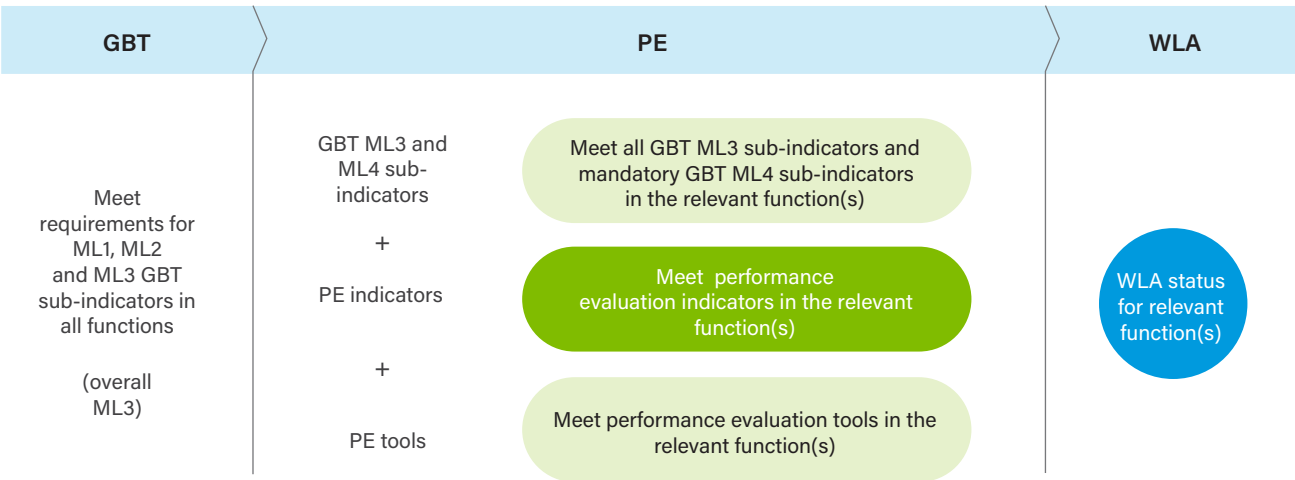 GBT
PE
WLA
Meet
requirements for
ML1, ML2
and ML3 GBT
sub-indicators in
all functions
(overall
ML3)
GBT ML3 and
ML4 sub-
indicators
+
PE indicators
+
PE tools
Meet all GBT ML3 sub-indicators and
mandatory GBT ML4 sub-indicators
in the relevant function(s)
Meet performance
evaluation indicators in the relevant
function(s)
Meet performance evaluation tools in the
relevant function(s)
WLA status
for relevant
function(s)